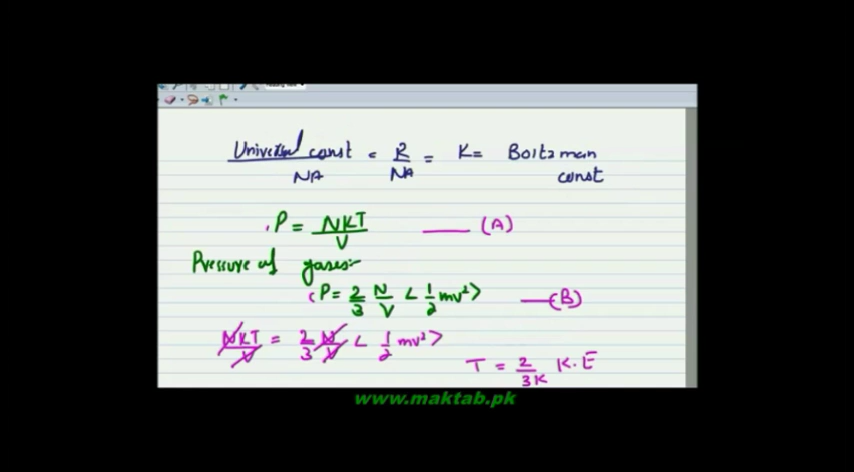 Universal const = R = K = Boltzman
NA NA const
P = NKT —— (A)
V
Pressure of gases:-
P = 2/3 N/V < 1/2 mv² > —— (B)
NKT/V = 2/3 N/V < 1/2 mv² >
T = 2/3K K.E
www.maktab.pk